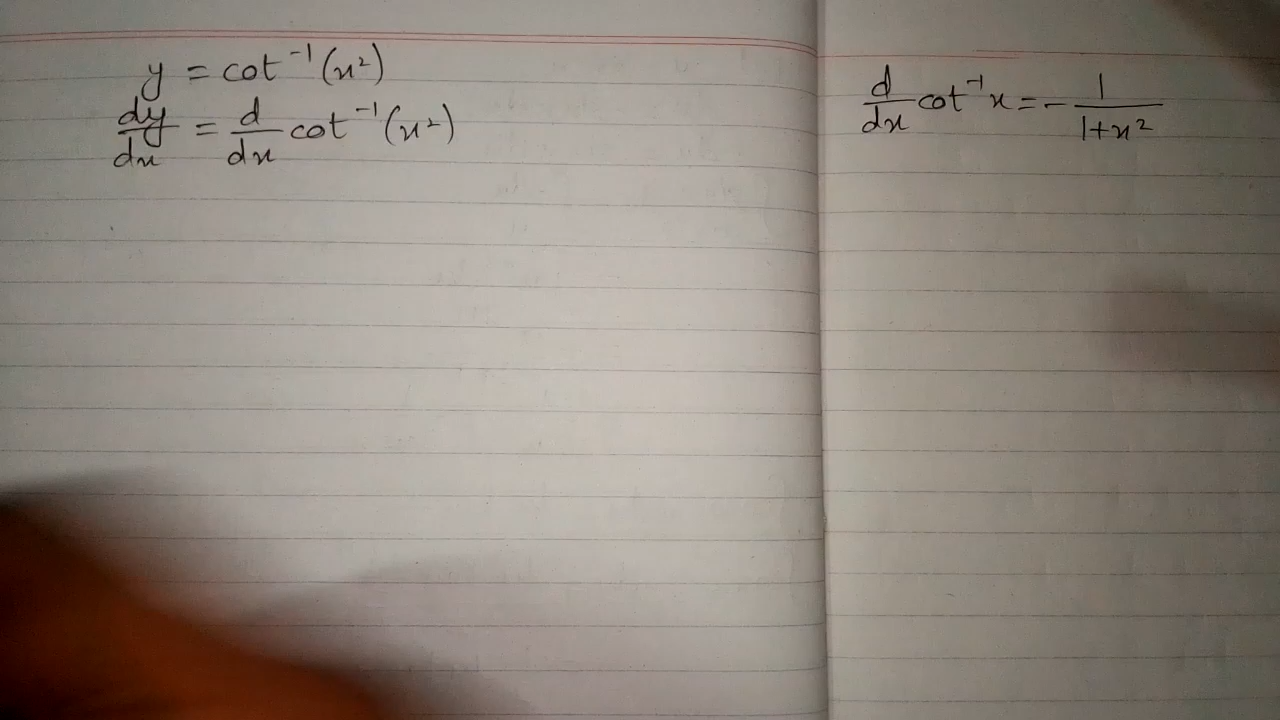 y = cot⁻¹(x²)
dy/dx = d/dx cot⁻¹(x²)
d/dx cot⁻¹x = - 1/(1+x²)